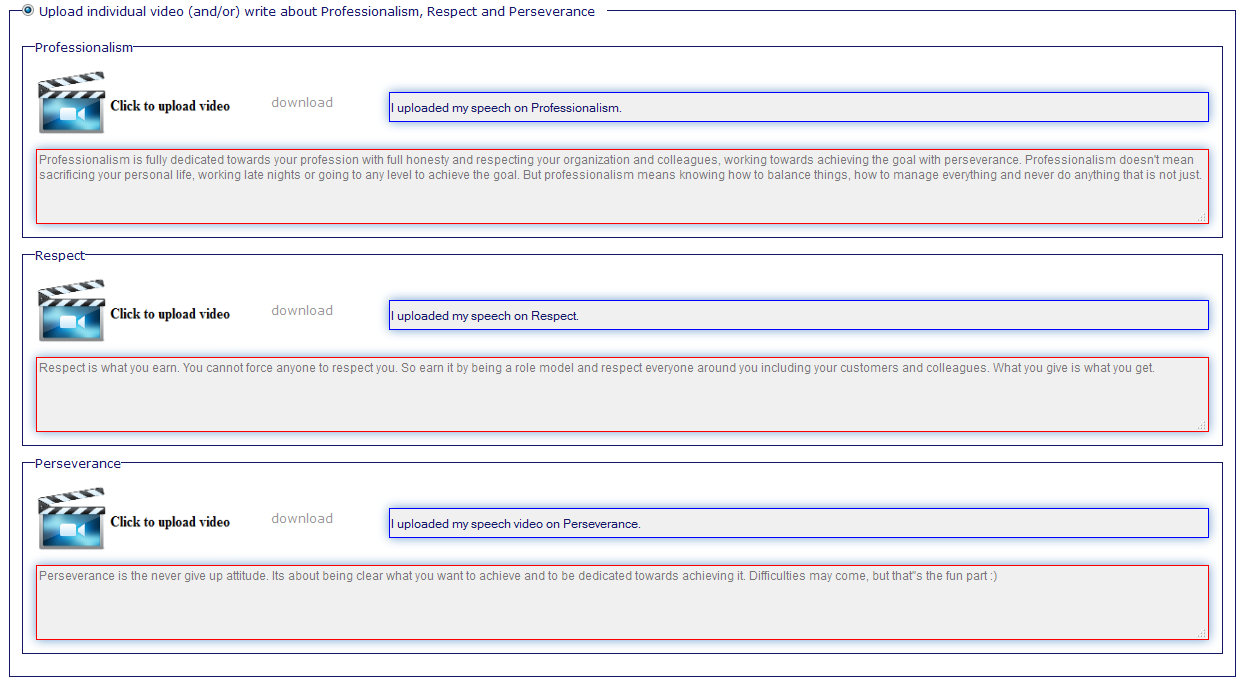 Upload individual video (and/or) write about Professionalism, Respect and Perseverance
Professionalism
Click to upload video
download
I uploaded my speech on Professionalism.
Professionalism is fully dedicated towards your profession with full honesty and respecting your organization and colleagues, working towards achieving the goal with perseverance. Professionalism doesn't mean
sacrificing your personal life, working late nights or going to any level to achieve the goal. But professionalism means knowing how to balance things, how to manage everything and never do anything that is not just.
Respect
Click to upload video
download
I uploaded my speech on Respect.
Respect is what you earn. You cannot force anyone to respect you. So earn it by being a role model and respect everyone around you including your customers and colleagues. What you give is what you get.
Perseverance
Click to upload video
download
I uploaded my speech video on Perseverance.
Perseverance is the never give up attitude. Its about being clear what you want to achieve and to be dedicated towards achieving it. Difficulties may come, but that"s the fun part :)